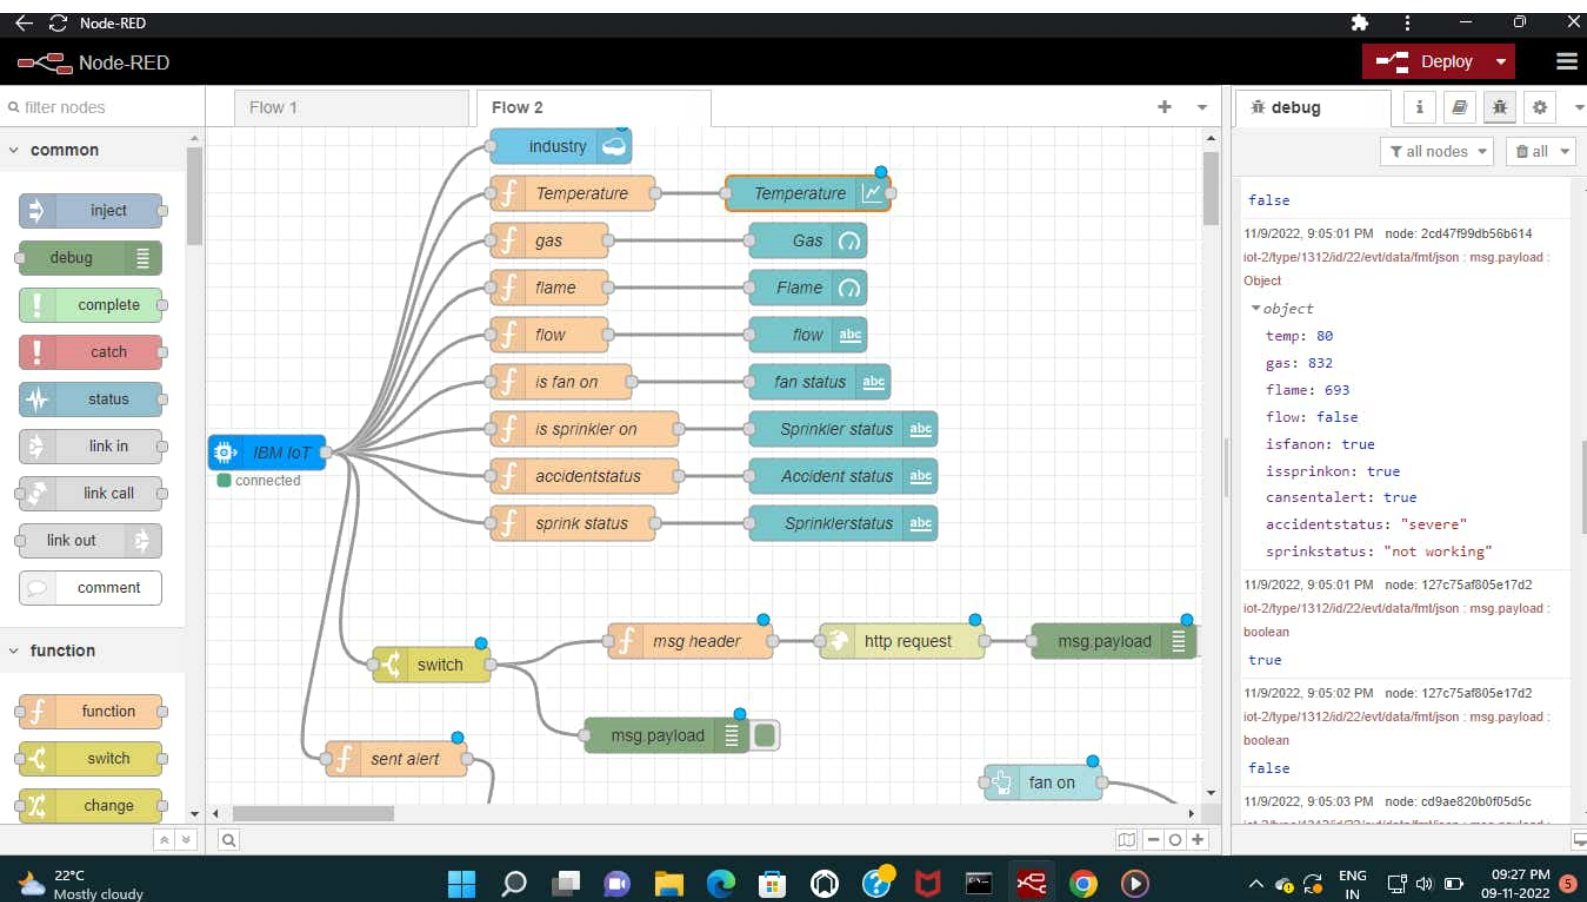 Node-RED
Node-RED
Deploy
filter nodes
Flow 1
Flow 2
debug
i
all nodes
all
common
inject
debug
complete
catch
status
link in
link call
link out
comment
function
function
switch
change
industry
Temperature
Temperature
gas
Gas
flame
Flame
flow
flow abc
is fan on
fan status abc
is sprinkler on
Sprinkler status abc
accidentstatus
Accident status abc
sprink status
Sprinklerstatus abc
IBM IoT
connected
switch
msg header
http request
msg.payload
msg.payload
sent alert
fan on
false
11/9/2022, 9:05:01 PM node: 2cd47f99db56b614
iot-2/type/1312/id/22/evt/data/fmt/json : msg.payload :
Object
object
temp: 80
gas: 832
flame: 693
flow: false
isfanon: true
issprinkon: true
cansentalert: true
accidentstatus: "severe"
sprinkstatus: "not working"
11/9/2022, 9:05:01 PM node: 127c75af805e17d2
iot-2/type/1312/id/22/evt/data/fmt/json : msg.payload :
boolean
true
11/9/2022, 9:05:02 PM node: 127c75af805e17d2
iot-2/type/1312/id/22/evt/data/fmt/json : msg.payload :
boolean
false
11/9/2022, 9:05:03 PM node: cd9ae820b0f05d5c
22°C
Mostly cloudy
ENG
IN
09:27 PM
09-11-2022
5